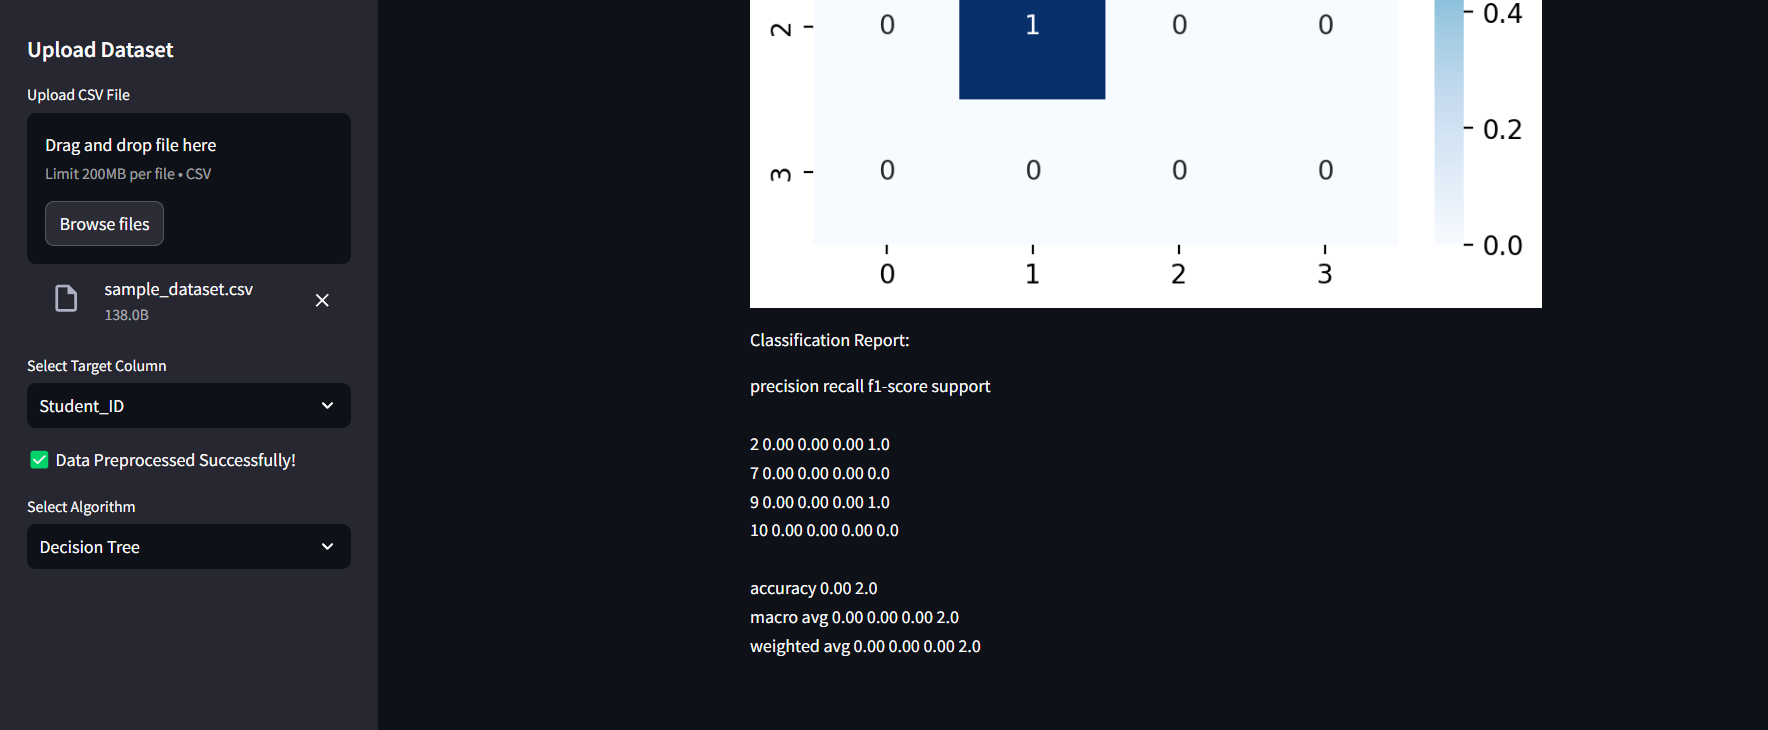 Upload Dataset
Upload CSV File
Drag and drop file here
Limit 200MB per file • CSV
Browse files
sample_dataset.csv
138.0B
Select Target Column
Student_ID
Data Preprocessed Successfully!
Select Algorithm
Decision Tree
2 0 1 0 0
3 0 0 0 0
0 1 2 3
0.4
0.2
0.0
Classification Report:
precision recall f1-score support
2 0.00 0.00 0.00 1.0
7 0.00 0.00 0.00 0.0
9 0.00 0.00 0.00 1.0
10 0.00 0.00 0.00 0.0
accuracy 0.00 2.0
macro avg 0.00 0.00 0.00 2.0
weighted avg 0.00 0.00 0.00 2.0